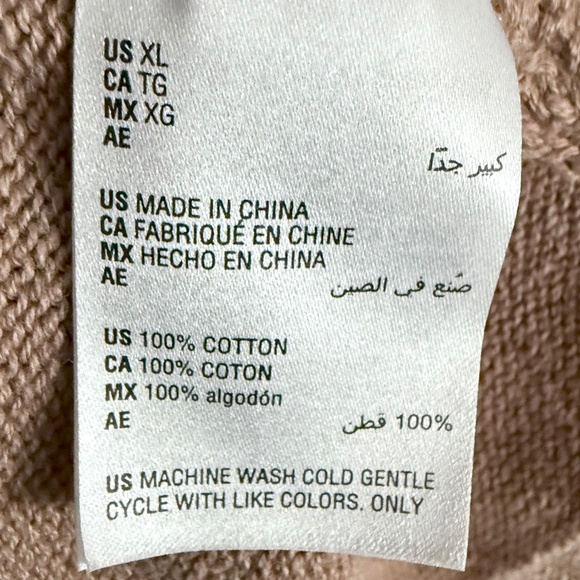 US XL
CA TG
MX XG
AE
كبير جدًّا
US MADE IN CHINA
CA FABRIQUÉ EN CHINE
MX HECHO EN CHINA
AE
صُنع في الصين
US 100% COTTON
CA 100% COTON
MX 100% algodón
AE
100% قطن
US MACHINE WASH COLD GENTLE
CYCLE WITH LIKE COLORS. ONLY